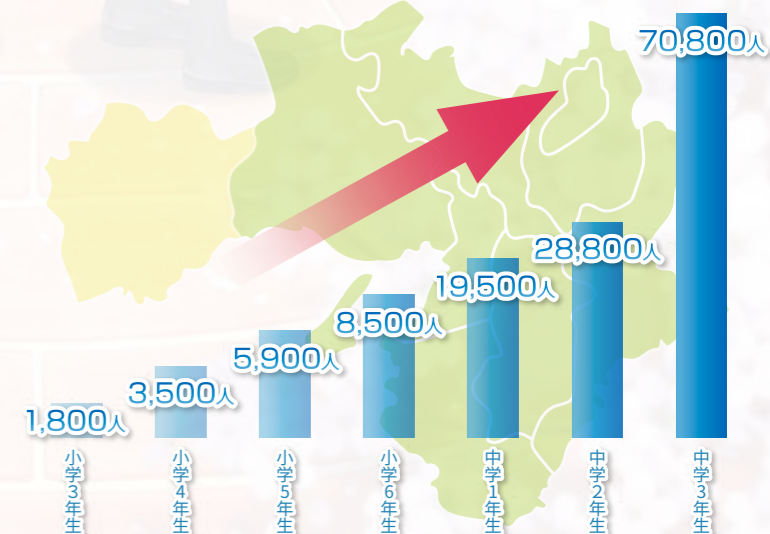 70,800人
28,800人
19,500人
8,500人
5,900人
3,500人
1,800人
小学3年生
小学4年生
小学5年生
小学6年生
中学1年生
中学2年生
中学3年生